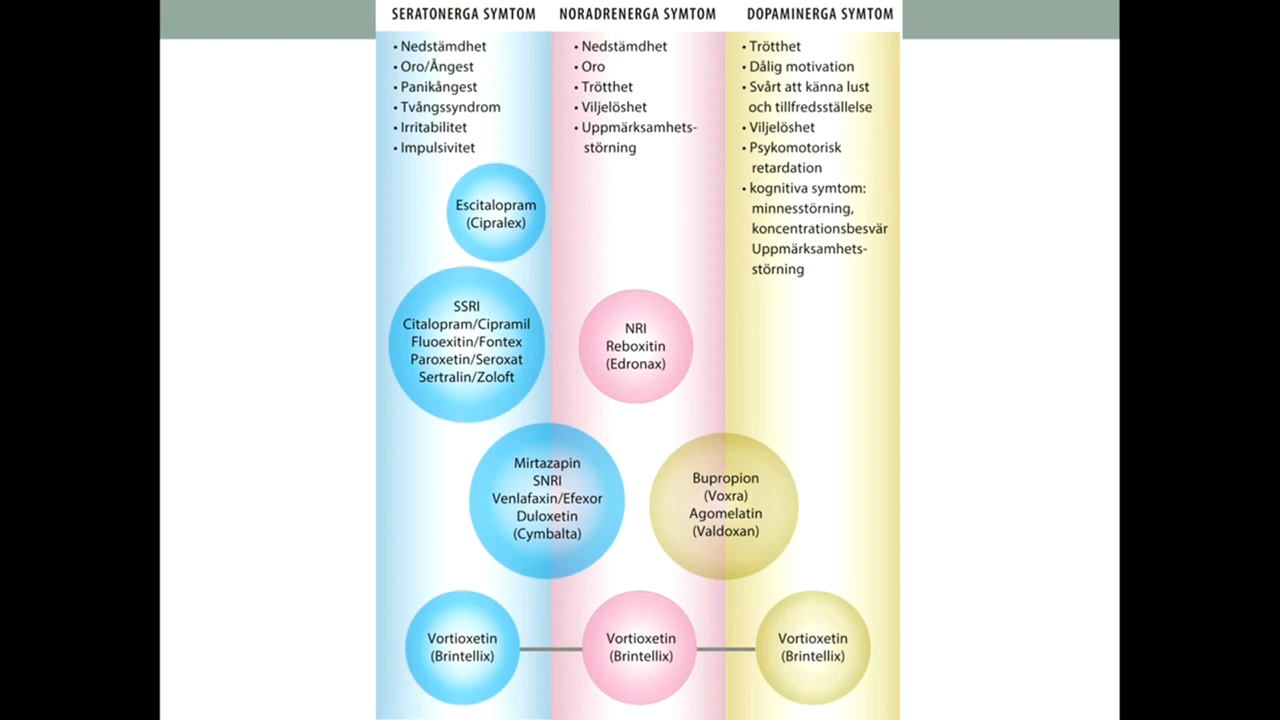 SERATONERGA SYMTOM
• Nedstämdhet
• Oro/Ångest
• Panikångest
• Tvångssyndrom
• Irritabilitet
• Impulsivitet
NORADRENERGA SYMTOM
• Nedstämdhet
• Oro
• Trötthet
• Viljelöshet
• Uppmärksamhets-
störning
DOPAMINERGA SYMTOM
• Trötthet
• Dålig motivation
• Svårt att känna lust
och tillfredsställelse
• Viljelöshet
• Psykomotorisk
retardation
• kognitiva symtom:
minnesstörning,
koncentrationsbesvär
Uppmärksamhets-
störning
Escitalopram
(Cipralex)
SSRI
Citalopram/Cipramil
Fluoexitin/Fontex
Paroxetin/Seroxat
Sertralin/Zoloft
NRI
Reboxitin
(Edronax)
Mirtazapin
SNRI
Venlafaxin/Efexor
Duloxetin
(Cymbalta)
Bupropion
(Voxra)
Agomelatin
(Valdoxan)
Vortioxetin
(Brintellix)
Vortioxetin
(Brintellix)
Vortioxetin
(Brintellix)